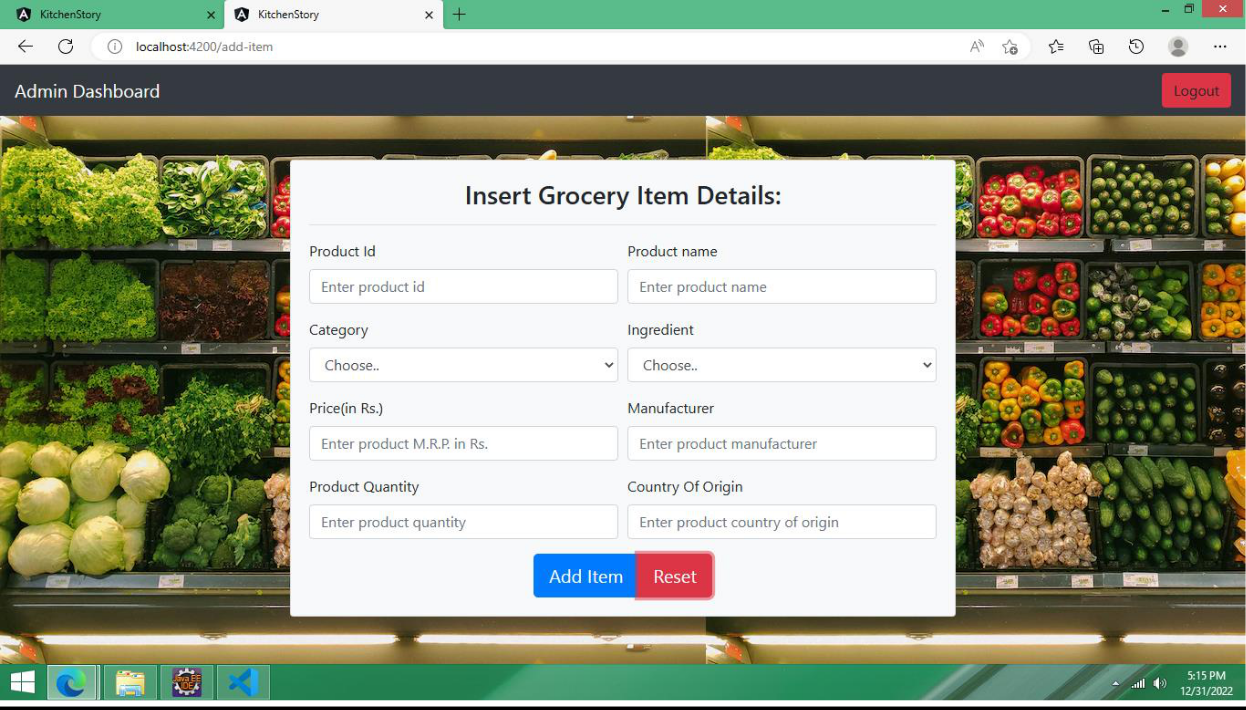 KitchenStory
KitchenStory
localhost:4200/add-item
Admin Dashboard
Logout
Insert Grocery Item Details:
Product Id
Product name
Enter product id
Enter product name
Category
Ingredient
Choose..
Choose..
Price(in Rs.)
Manufacturer
Enter product M.R.P. in Rs.
Enter product manufacturer
Product Quantity
Country Of Origin
Enter product quantity
Enter product country of origin
Add Item
Reset
Java EE
IDE
5:15 PM
12/31/2022